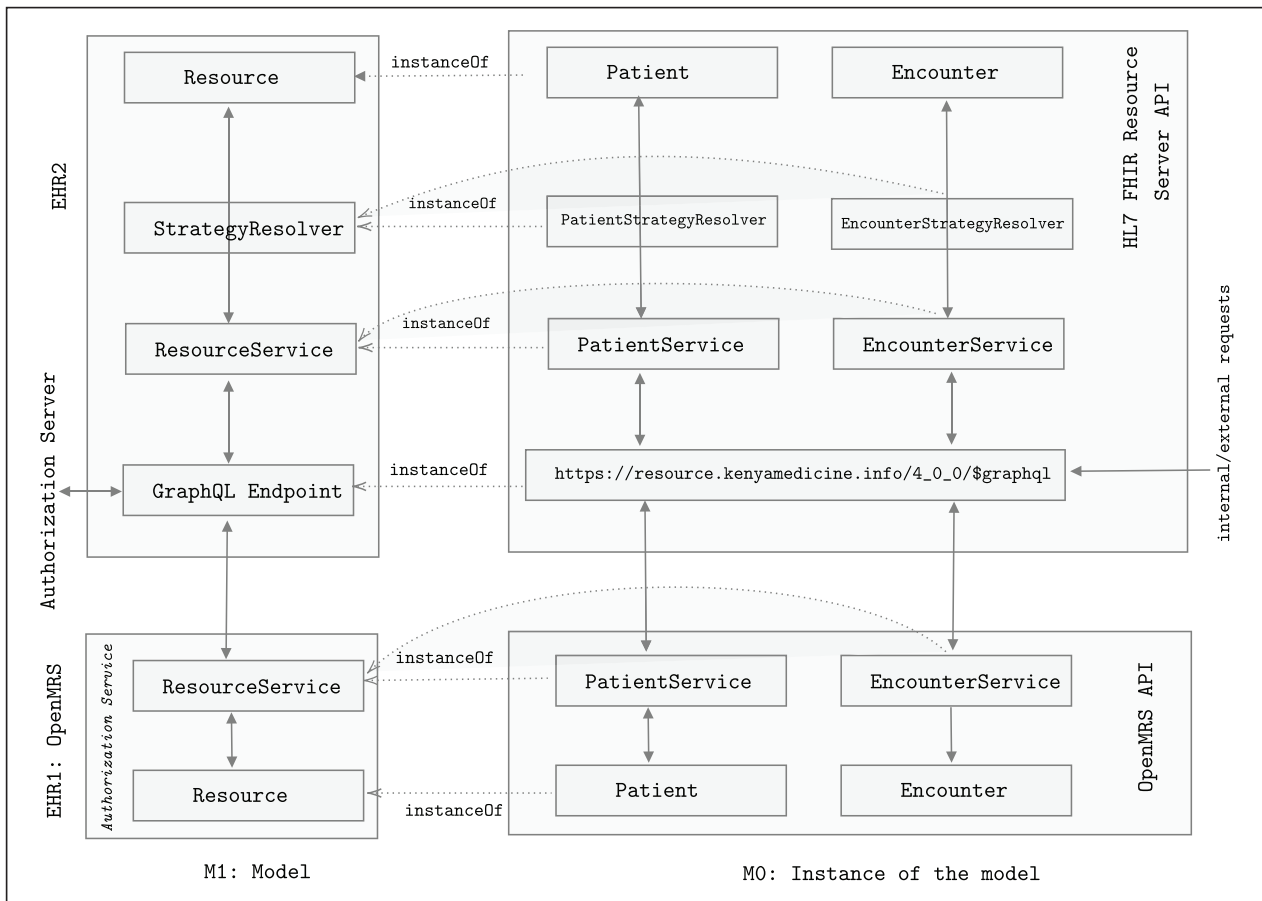 instanceOf
Resource
Patient
Encounter
HL7 FHIR Resource
Server API
EHR2
instanceOf
StrategyResolver
PatientStrategyResolver
EncounterStrategyResolver
instanceOf
ResourceService
PatientService
EncounterService
internal/external requests
Authorization Server
instanceOf
GraphQL Endpoint
https://resource.kenyamedicine.info/4_0_0/$graphql
EHR1: OpenMRS
Authorization Service
instanceOf
ResourceService
PatientService
EncounterService
OpenMRS API
Resource
instanceOf
Patient
Encounter
M1: Model
M0: Instance of the model